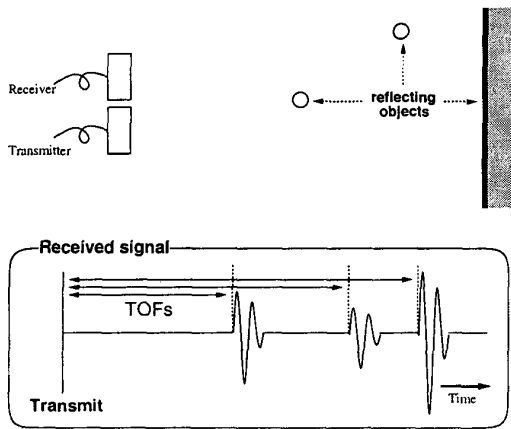 Receiver
Transmitter
reflecting
objects
Received signal
TOFs
Time
Transmit